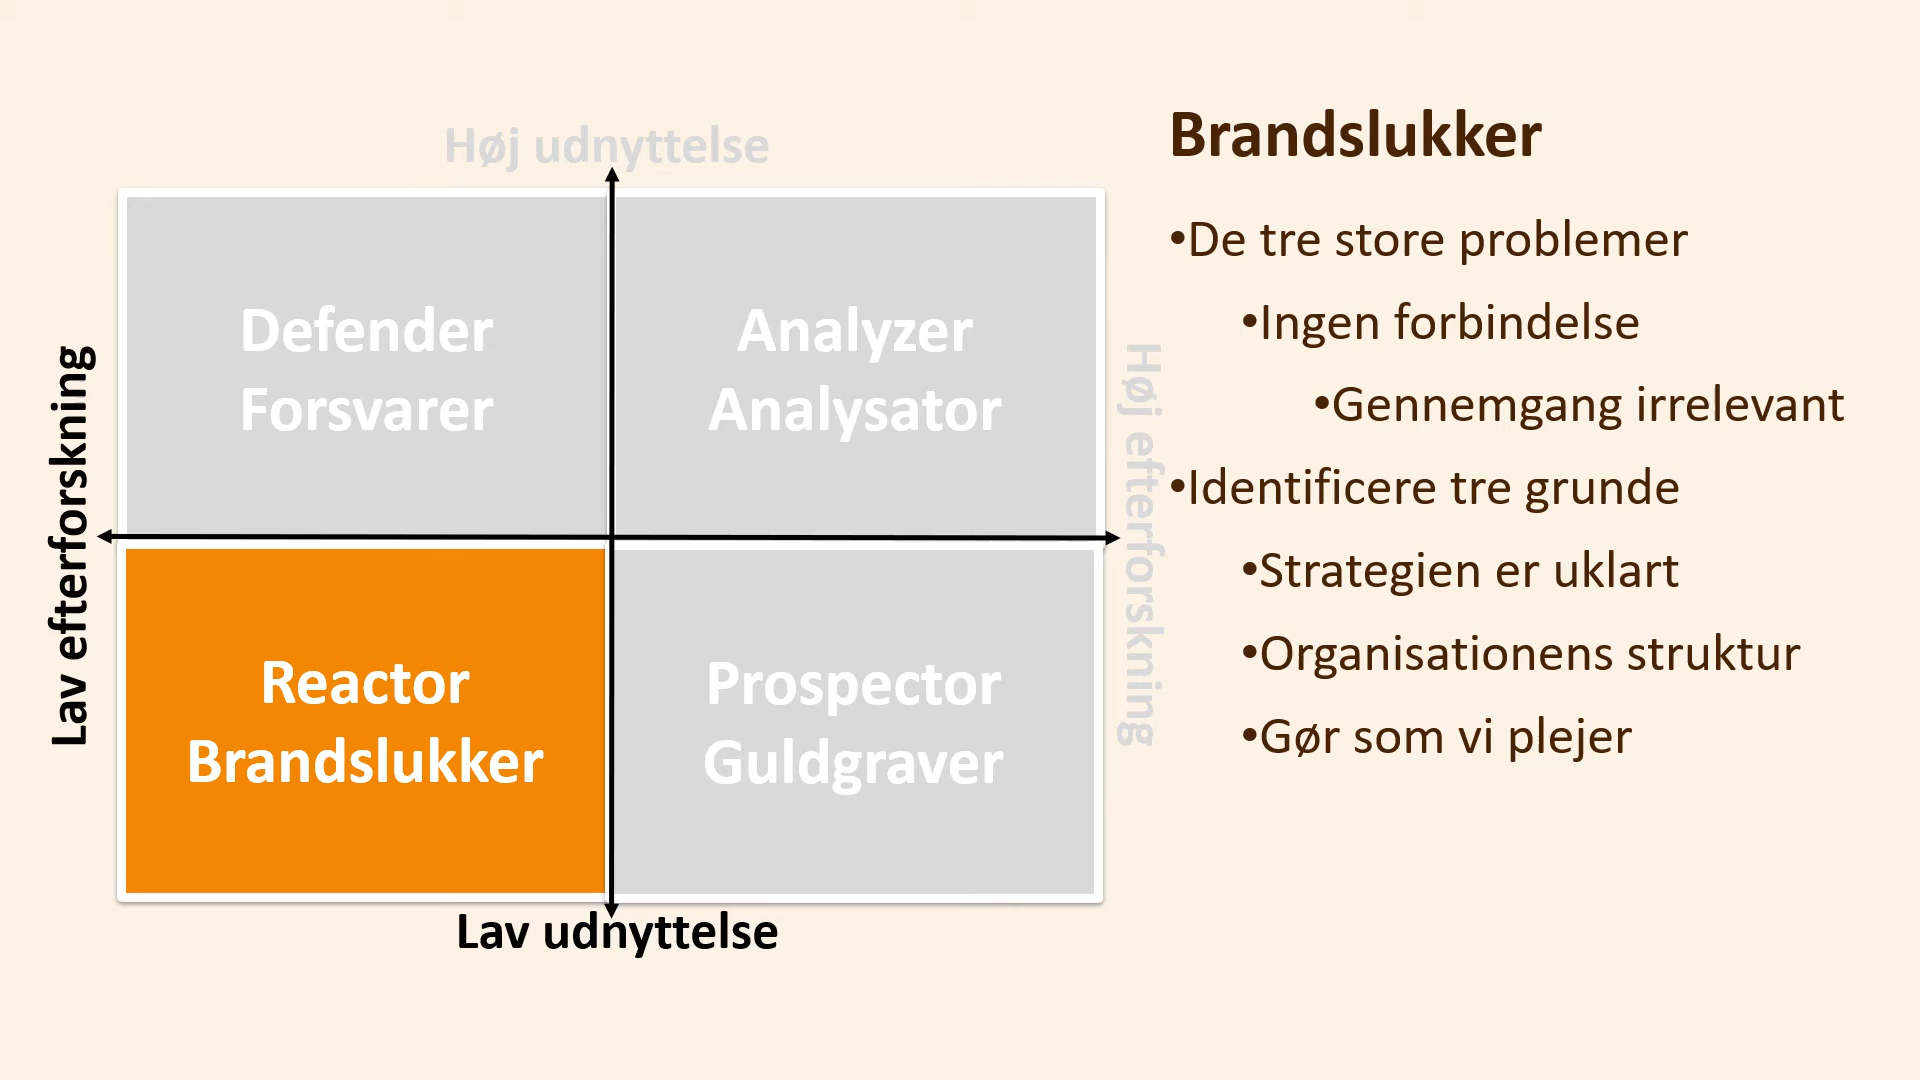 Høj udnyttelse
Defender
Forsvarer
Analyzer
Analysator
Lav efterforskning
Høj efterforskning
Reactor
Brandslukker
Prospector
Guldgraver
Lav udnyttelse
Brandslukker
•De tre store problemer
•Ingen forbindelse
•Gennemgang irrelevant
•Identificere tre grunde
•Strategien er uklart
•Organisationens struktur
•Gør som vi plejer